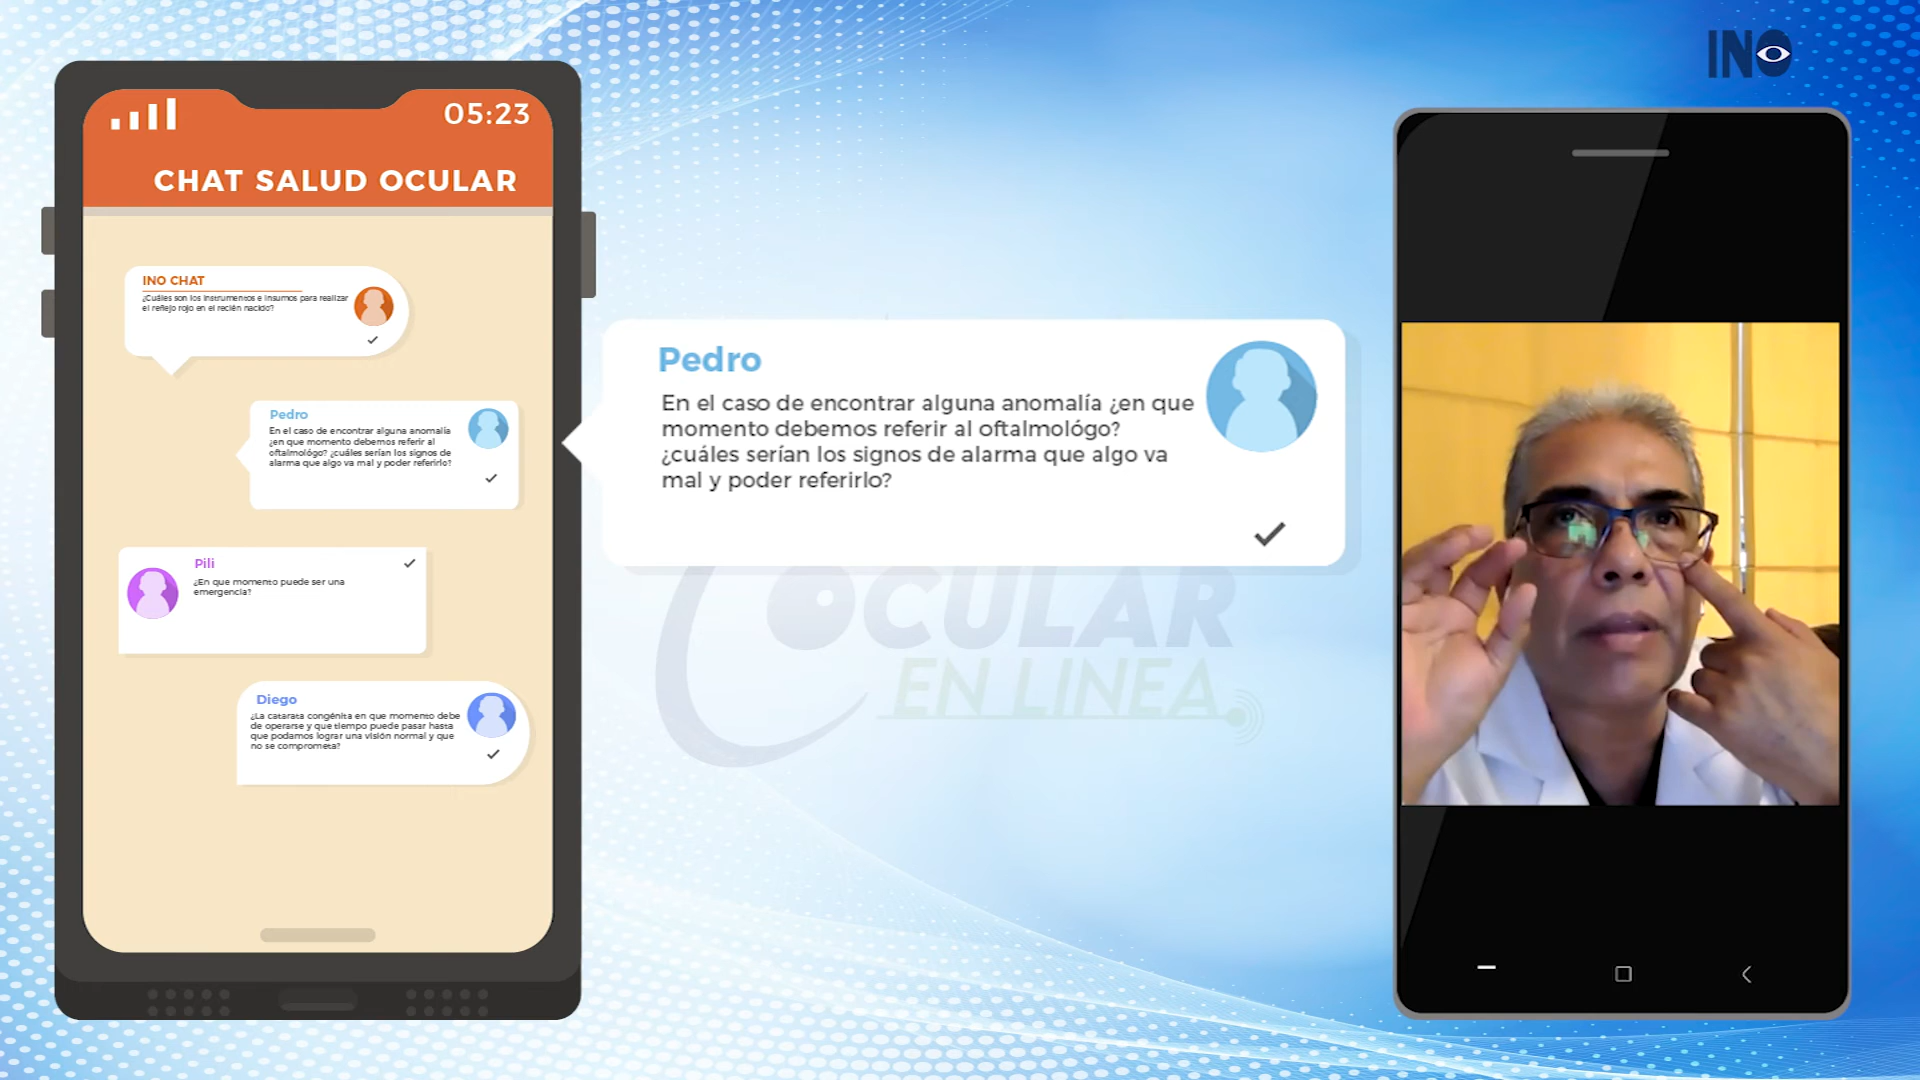 INO
05:23
CHAT SALUD OCULAR
INO CHAT
¿Cuáles son los instrumentos e insumos para realizar
el reflejo rojo en el recién nacido?
Pedro
En el caso de encontrar alguna anomalía
¿en que momento debemos referir al
oftalmológo? ¿cuáles serían los signos de
alarma que algo va mal y poder referirlo?
Pili
¿En que momento puede ser una
emergencia?
Diego
¿La catarata congénita en que momento debe
de operarse y que tiempo puede pasar hasta
que podamos lograr una visión normal y que
no se comprometa?
Pedro
En el caso de encontrar alguna anomalía ¿en que
momento debemos referir al oftalmológo?
¿cuáles serían los signos de alarma que algo va
mal y poder referirlo?
OCULAR
EN LINEA